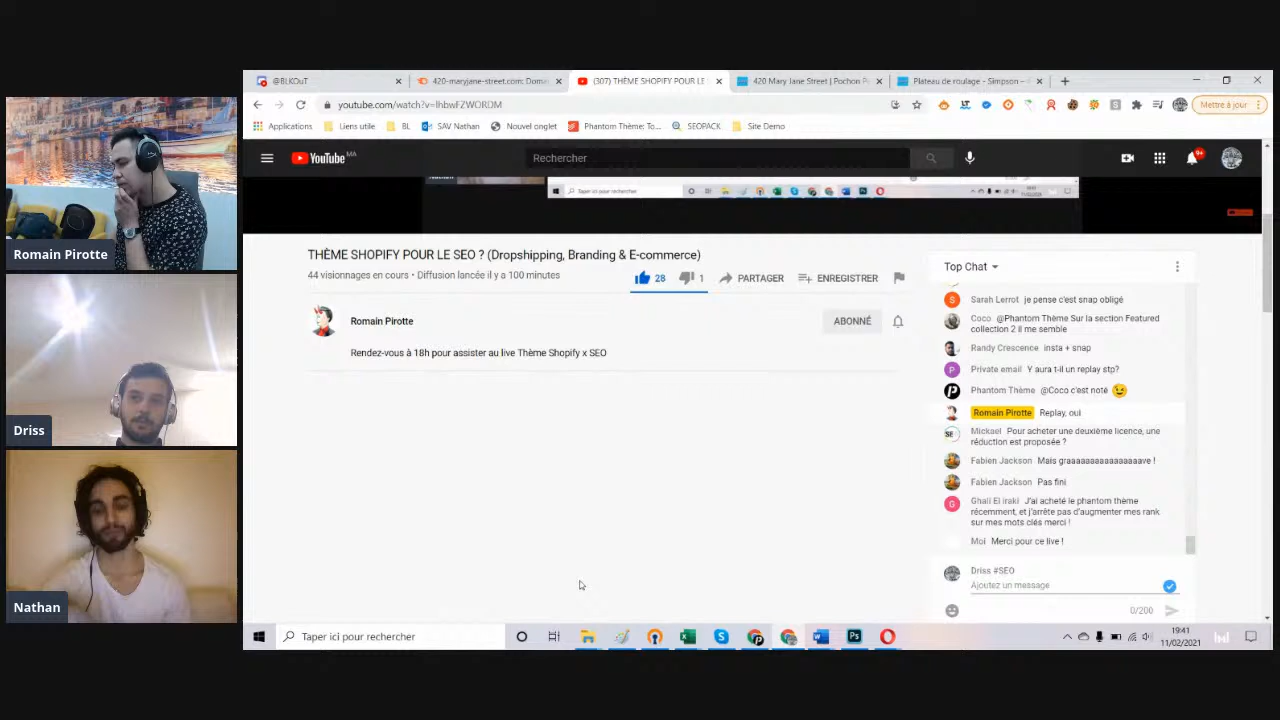 Romain Pirotte
Driss
Nathan
@BLKOuT
420-maryjane-street.com: Doma
(307) THÈME SHOPIFY POUR LE
420 Mary Jane Street | Pochon P
Plateau de roulage - Simpson –
youtube.com/watch?v=lhbwFZWORDM
Mettre à jour
Applications
Liens utile
BL
SAV Nathan
Nouvel onglet
Phantom Thème: To...
SEOPACK
Site Demo
YouTube MA
Rechercher
9+
Taper ici pour rechercher
THÈME SHOPIFY POUR LE SEO ? (Dropshipping, Branding & E-commerce)
44 visionnages en cours • Diffusion lancée il y a 100 minutes
28
1
PARTAGER
ENREGISTRER
Romain Pirotte
ABONNÉ
Rendez-vous à 18h pour assister au live Thème Shopify x SEO
Top Chat
Sarah Lerrot je pense c'est snap obligé
Coco @Phantom Thème Sur la section Featured
collection 2 il me semble
Randy Crescence insta + snap
Private email Y aura t-il un replay stp?
Phantom Thème @Coco c'est noté
Romain Pirotte Replay, oui
Mickael Pour acheter une deuxième licence, une
réduction est proposée ?
Fabien Jackson Mais graaaaaaaaaaaaaaave !
Fabien Jackson Pas fini
Ghali El iraki J'ai acheté le phantom thème
récemment, et j'arrête pas d'augmenter mes rank
sur mes mots clés merci !
Moi Merci pour ce live !
Driss #SEO
Ajoutez un message
0/200
Taper ici pour rechercher
19:41
11/02/2021